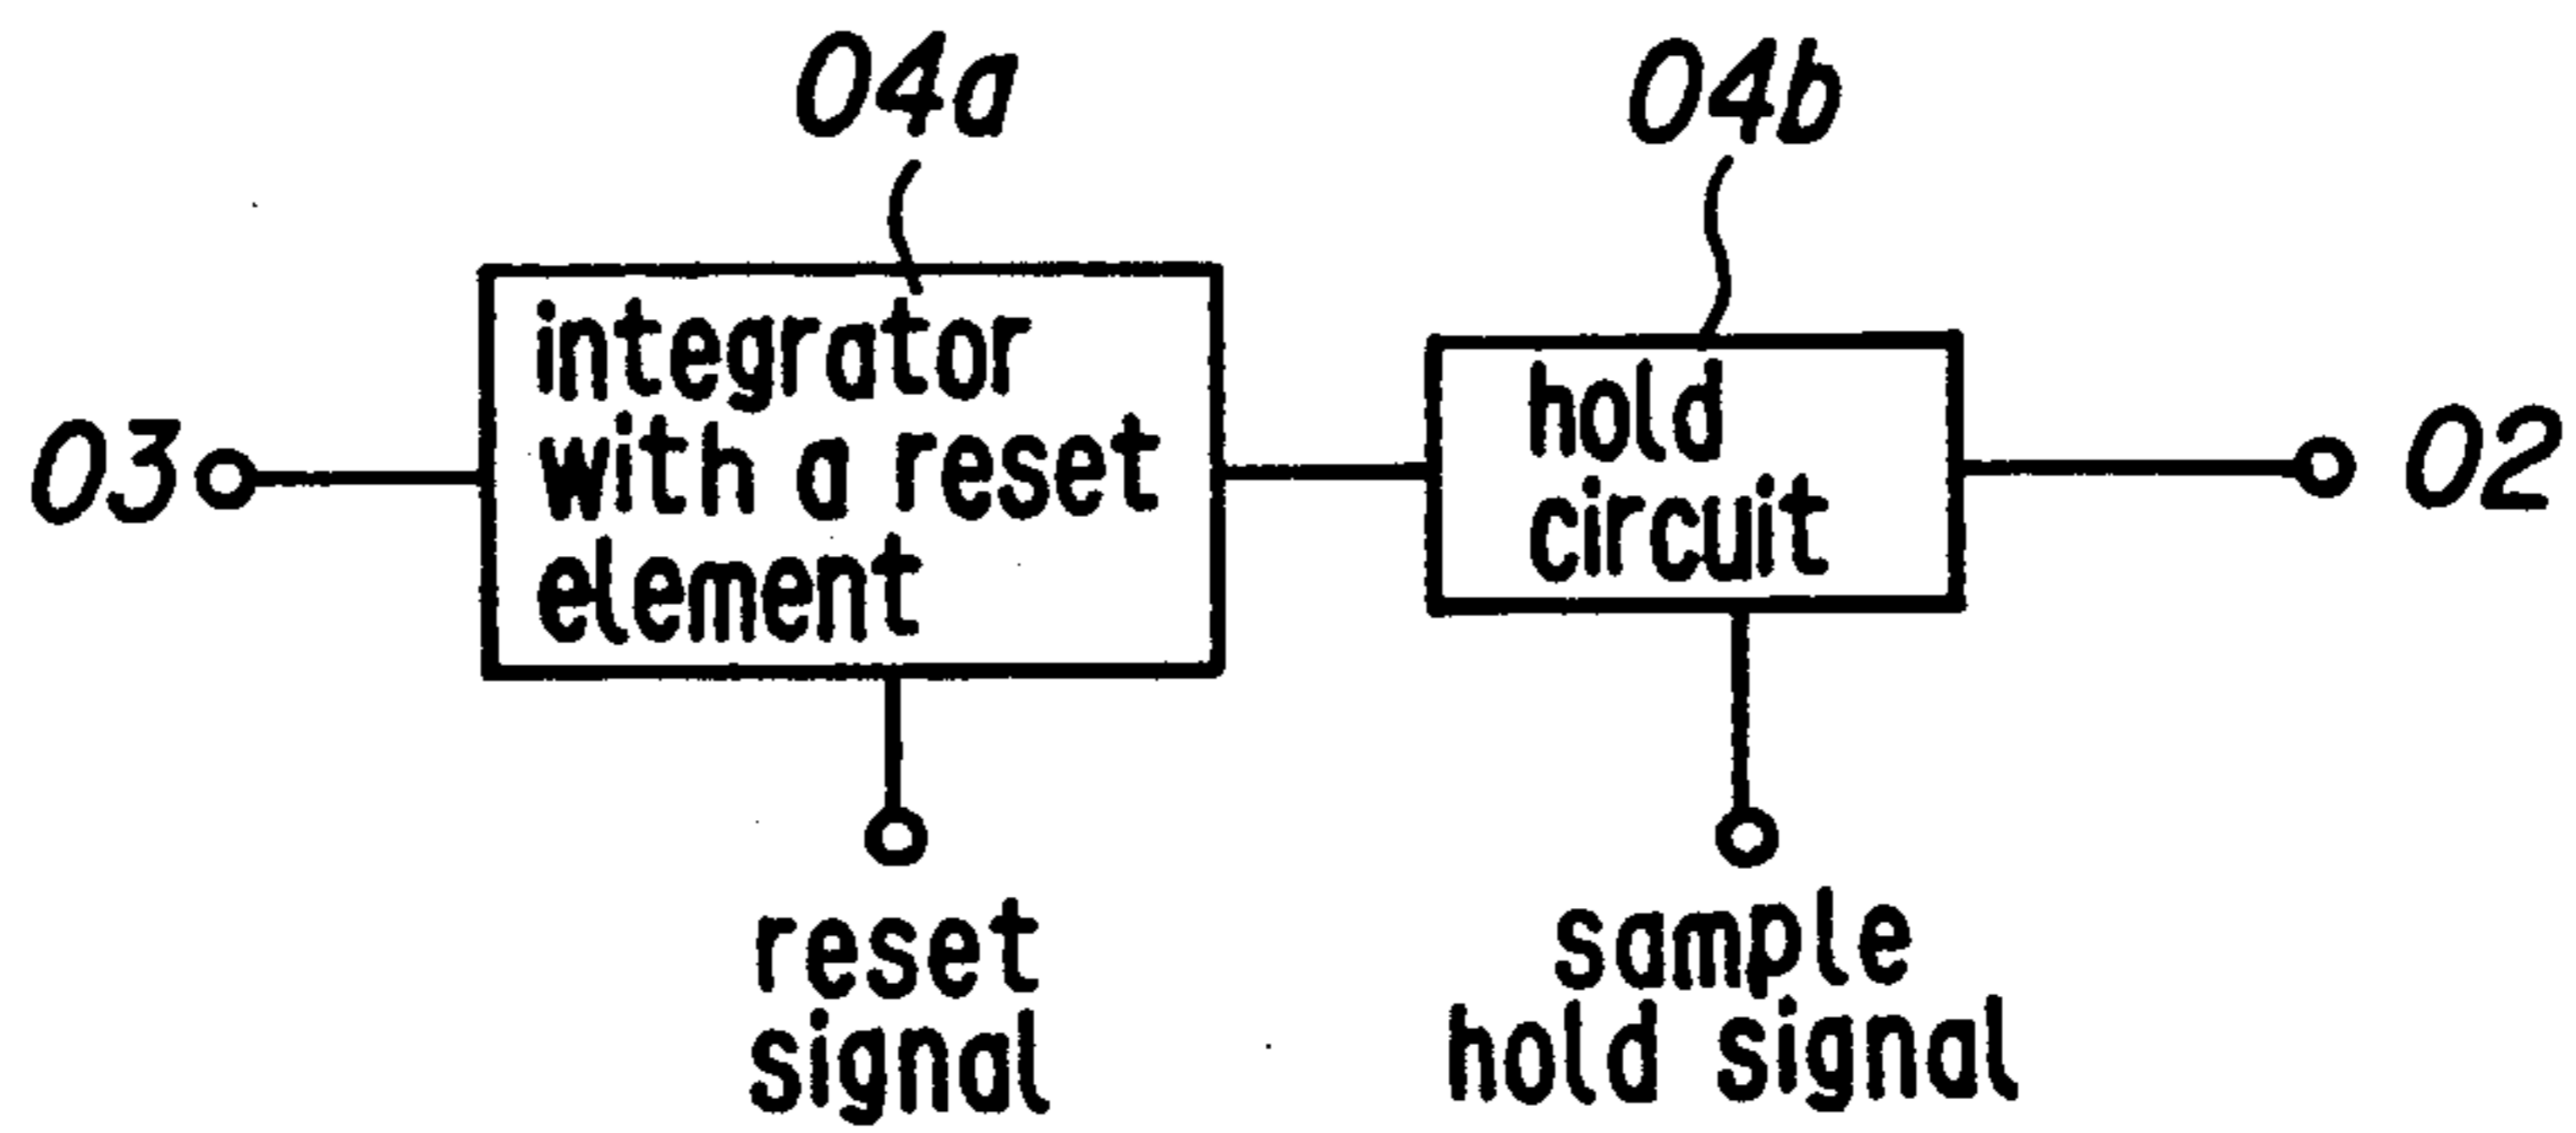 04a
04b
integrator
with a reset
element
hold
circuit
03
02
reset
signal
sample
hold signal